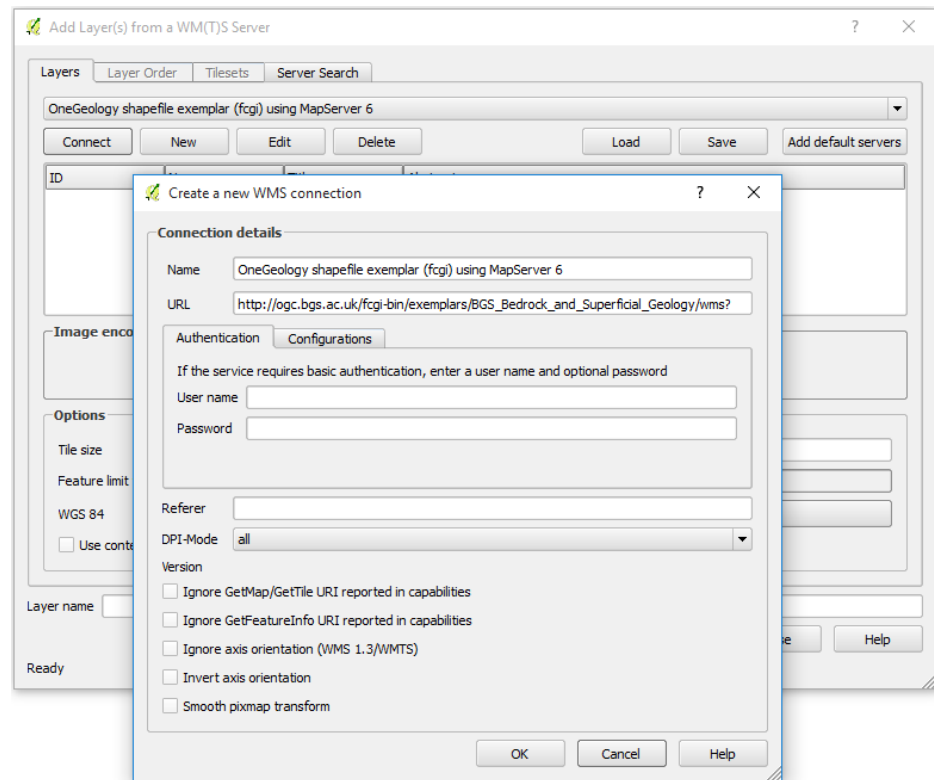 Add Layer(s) from a WM(T)S Server
Layers Layer Order Tilesets Server Search
OneGeology shapefile exemplar (fcgi) using MapServer 6
Connect New Edit Delete Load Save Add default servers
ID
Create a new WMS connection
Connection details
Name OneGeology shapefile exemplar (fcgi) using MapServer 6
URL http://ogc.bgs.ac.uk/fcgi-bin/exemplars/BGS_Bedrock_and_Superficial_Geology/wms?
Image enco
Authentication Configurations
If the service requires basic authentication, enter a user name and optional password
User name
Password
Options
Tile size
Feature limit
WGS 84
Use conte
Referer
DPI-Mode all
Version
Ignore GetMap/GetTile URI reported in capabilities
Ignore GetFeatureInfo URI reported in capabilities
Ignore axis orientation (WMS 1.3/WMTS)
Invert axis orientation
Smooth pixmap transform
Layer name
Help
Ready
OK Cancel Help